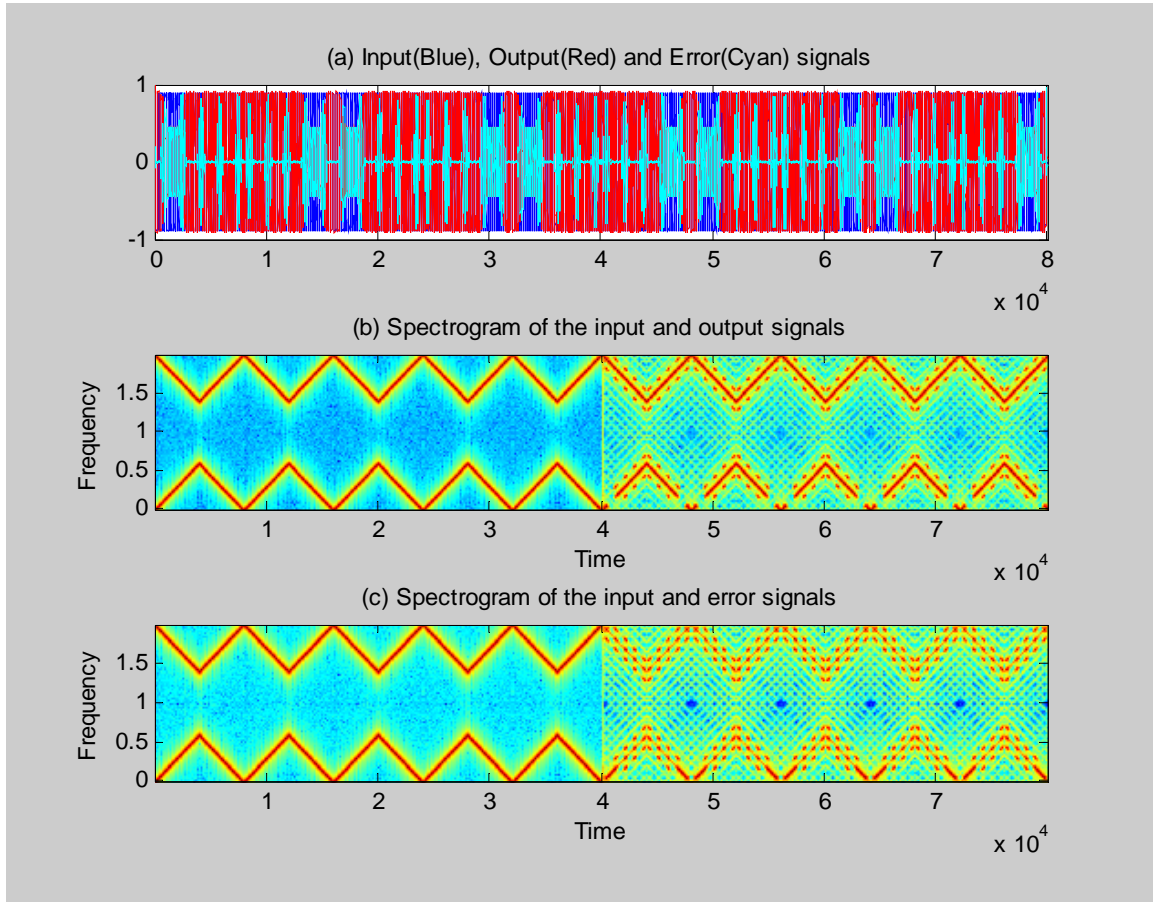 (a) Input(Blue), Output(Red) and Error(Cyan) signals
1
0
-1
0 1 2 3 4 5 6 7 8
x 10^4
(b) Spectrogram of the input and output signals
Frequency
1.5
1
0.5
0
1 2 3 4 5 6 7
Time
x 10^4
(c) Spectrogram of the input and error signals
Frequency
1.5
1
0.5
0
1 2 3 4 5 6 7
Time
x 10^4